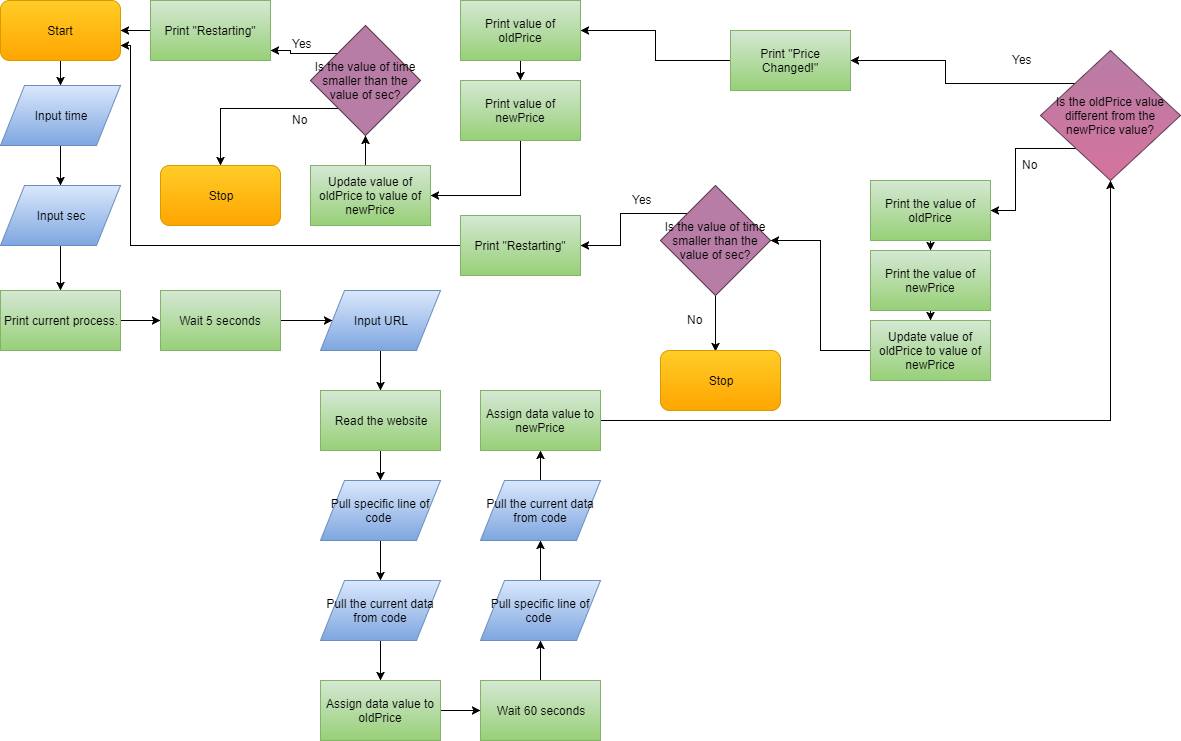 Start
Print "Restarting"
Yes
Is the value of time
smaller than the
value of sec?
No
Print value of
oldPrice
Print "Price
Changed!"
Yes
Is the oldPrice value
different from the
newPrice value?
No
Input time
Print value of
newPrice
Stop
Update value of
oldPrice to value of
newPrice
Input sec
Print "Restarting"
Yes
Is the value of time
smaller than the
value of sec?
No
Stop
Print the value of
oldPrice
Print the value of
newPrice
Update value of
oldPrice to value of
newPrice
Print current process.
Wait 5 seconds
Input URL
Read the website
Assign data value to
newPrice
Pull specific line of
code
Pull the current data
from code
Pull the current data
from code
Pull specific line of
code
Assign data value to
oldPrice
Wait 60 seconds